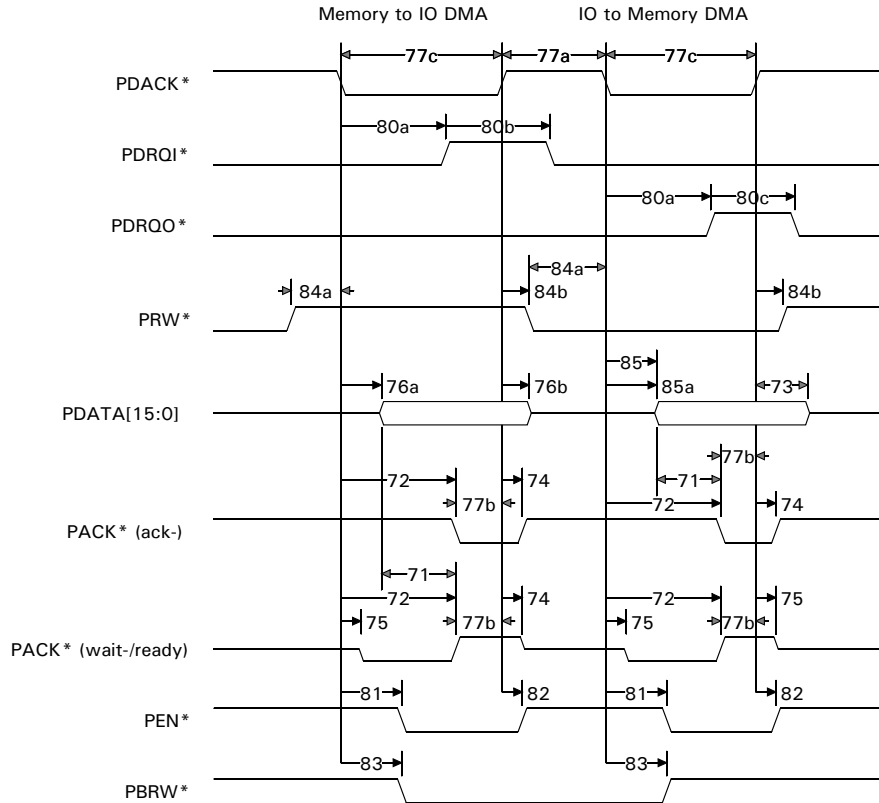 Memory to IO DMA IO to Memory DMA
77c 77a 77c
PDACK*
80a 80b
PDRQI*
80a 80c
PDRQO*
84a
84a 84b 84b
PRW*
85
76a 76b 85a 73
PDATA[15:0]
77b
72 74 71
77b 72 74
PACK* (ack-)
71
72 74 72 75
75 77b 75 77b
PACK* (wait-/ready)
81 82 81 82
PEN*
83 83
PBRW*